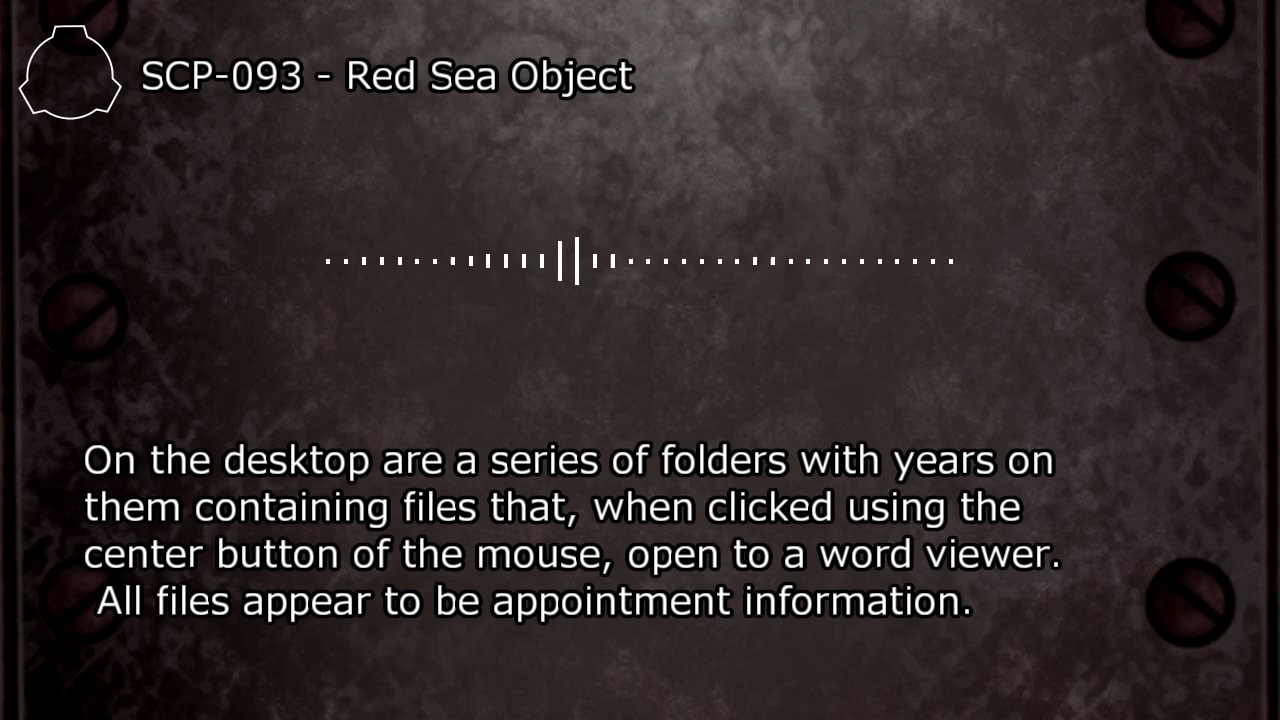 SCP-093 - Red Sea Object
On the desktop are a series of folders with years on
them containing files that, when clicked using the
center button of the mouse, open to a word viewer.
All files appear to be appointment information.